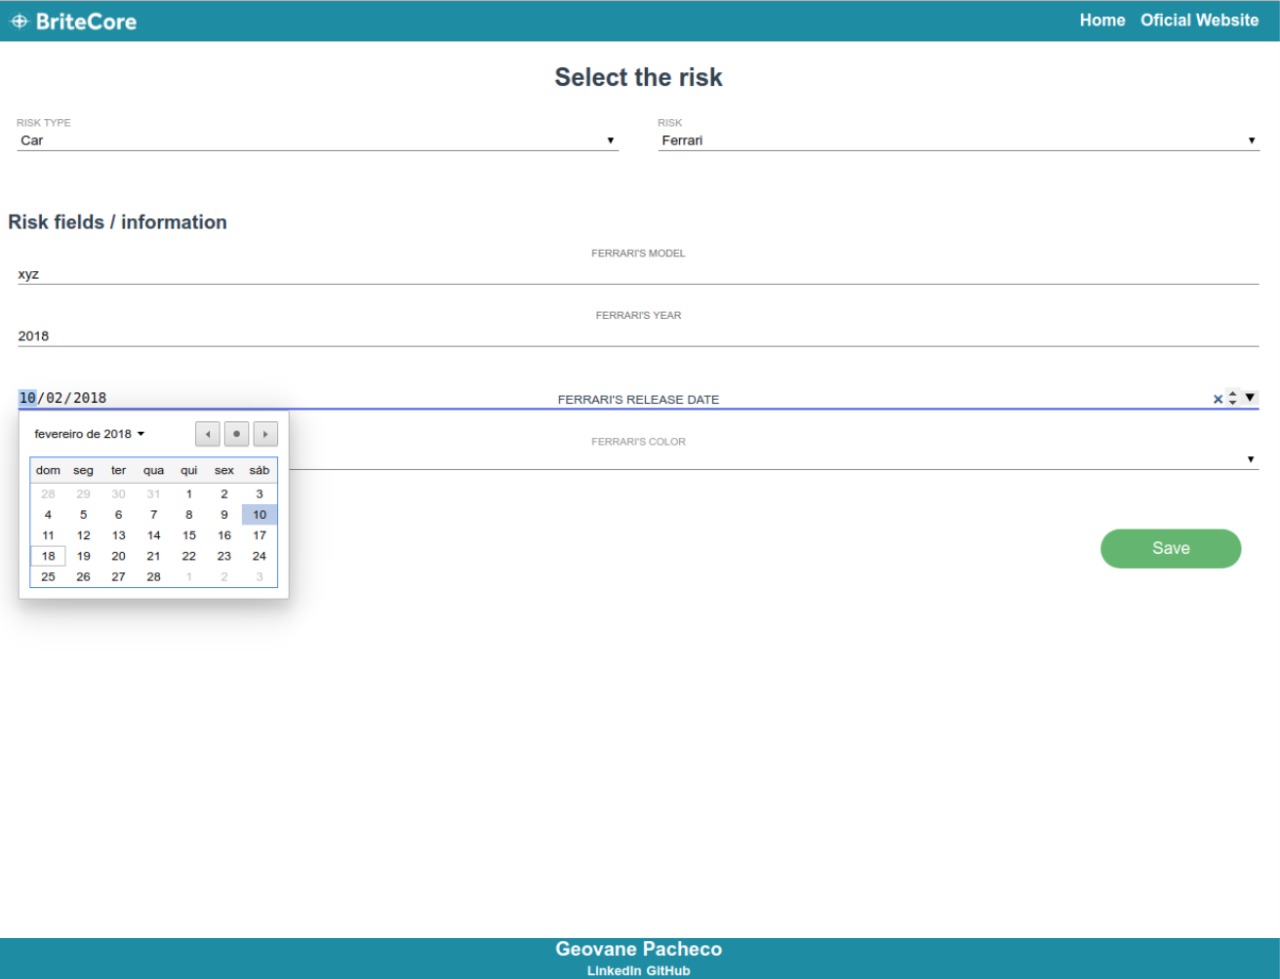 BriteCore
Home Oficial Website
Select the risk
RISK TYPE
Car
RISK
Ferrari
Risk fields / information
FERRARI'S MODEL
xyz
FERRARI'S YEAR
2018
10/02/2018 FERRARI'S RELEASE DATE
FERRARI'S COLOR
fevereiro de 2018
dom seg ter qua qui sex sáb
28 29 30 31 1 2 3
4 5 6 7 8 9 10
11 12 13 14 15 16 17
18 19 20 21 22 23 24
25 26 27 28 1 2 3
Save
Geovane Pacheco
LinkedIn GitHub